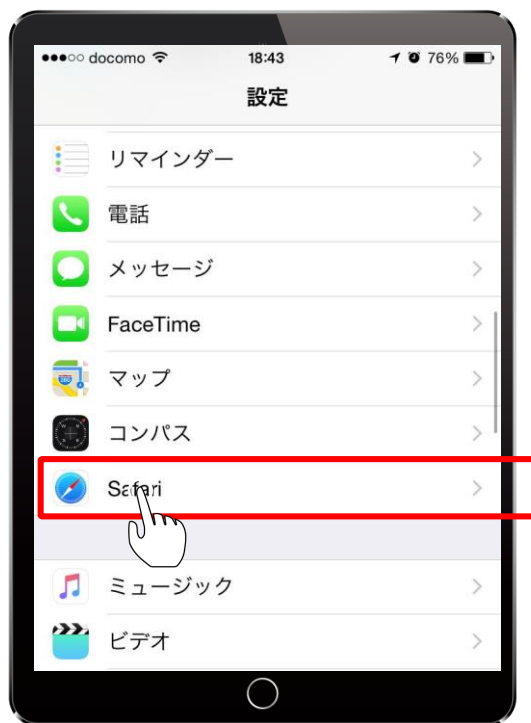 ●●●○○ docomo 18:43 76%
設定
リマインダー
電話
メッセージ
FaceTime
マップ
コンパス
Safari
ミュージック
ビデオ